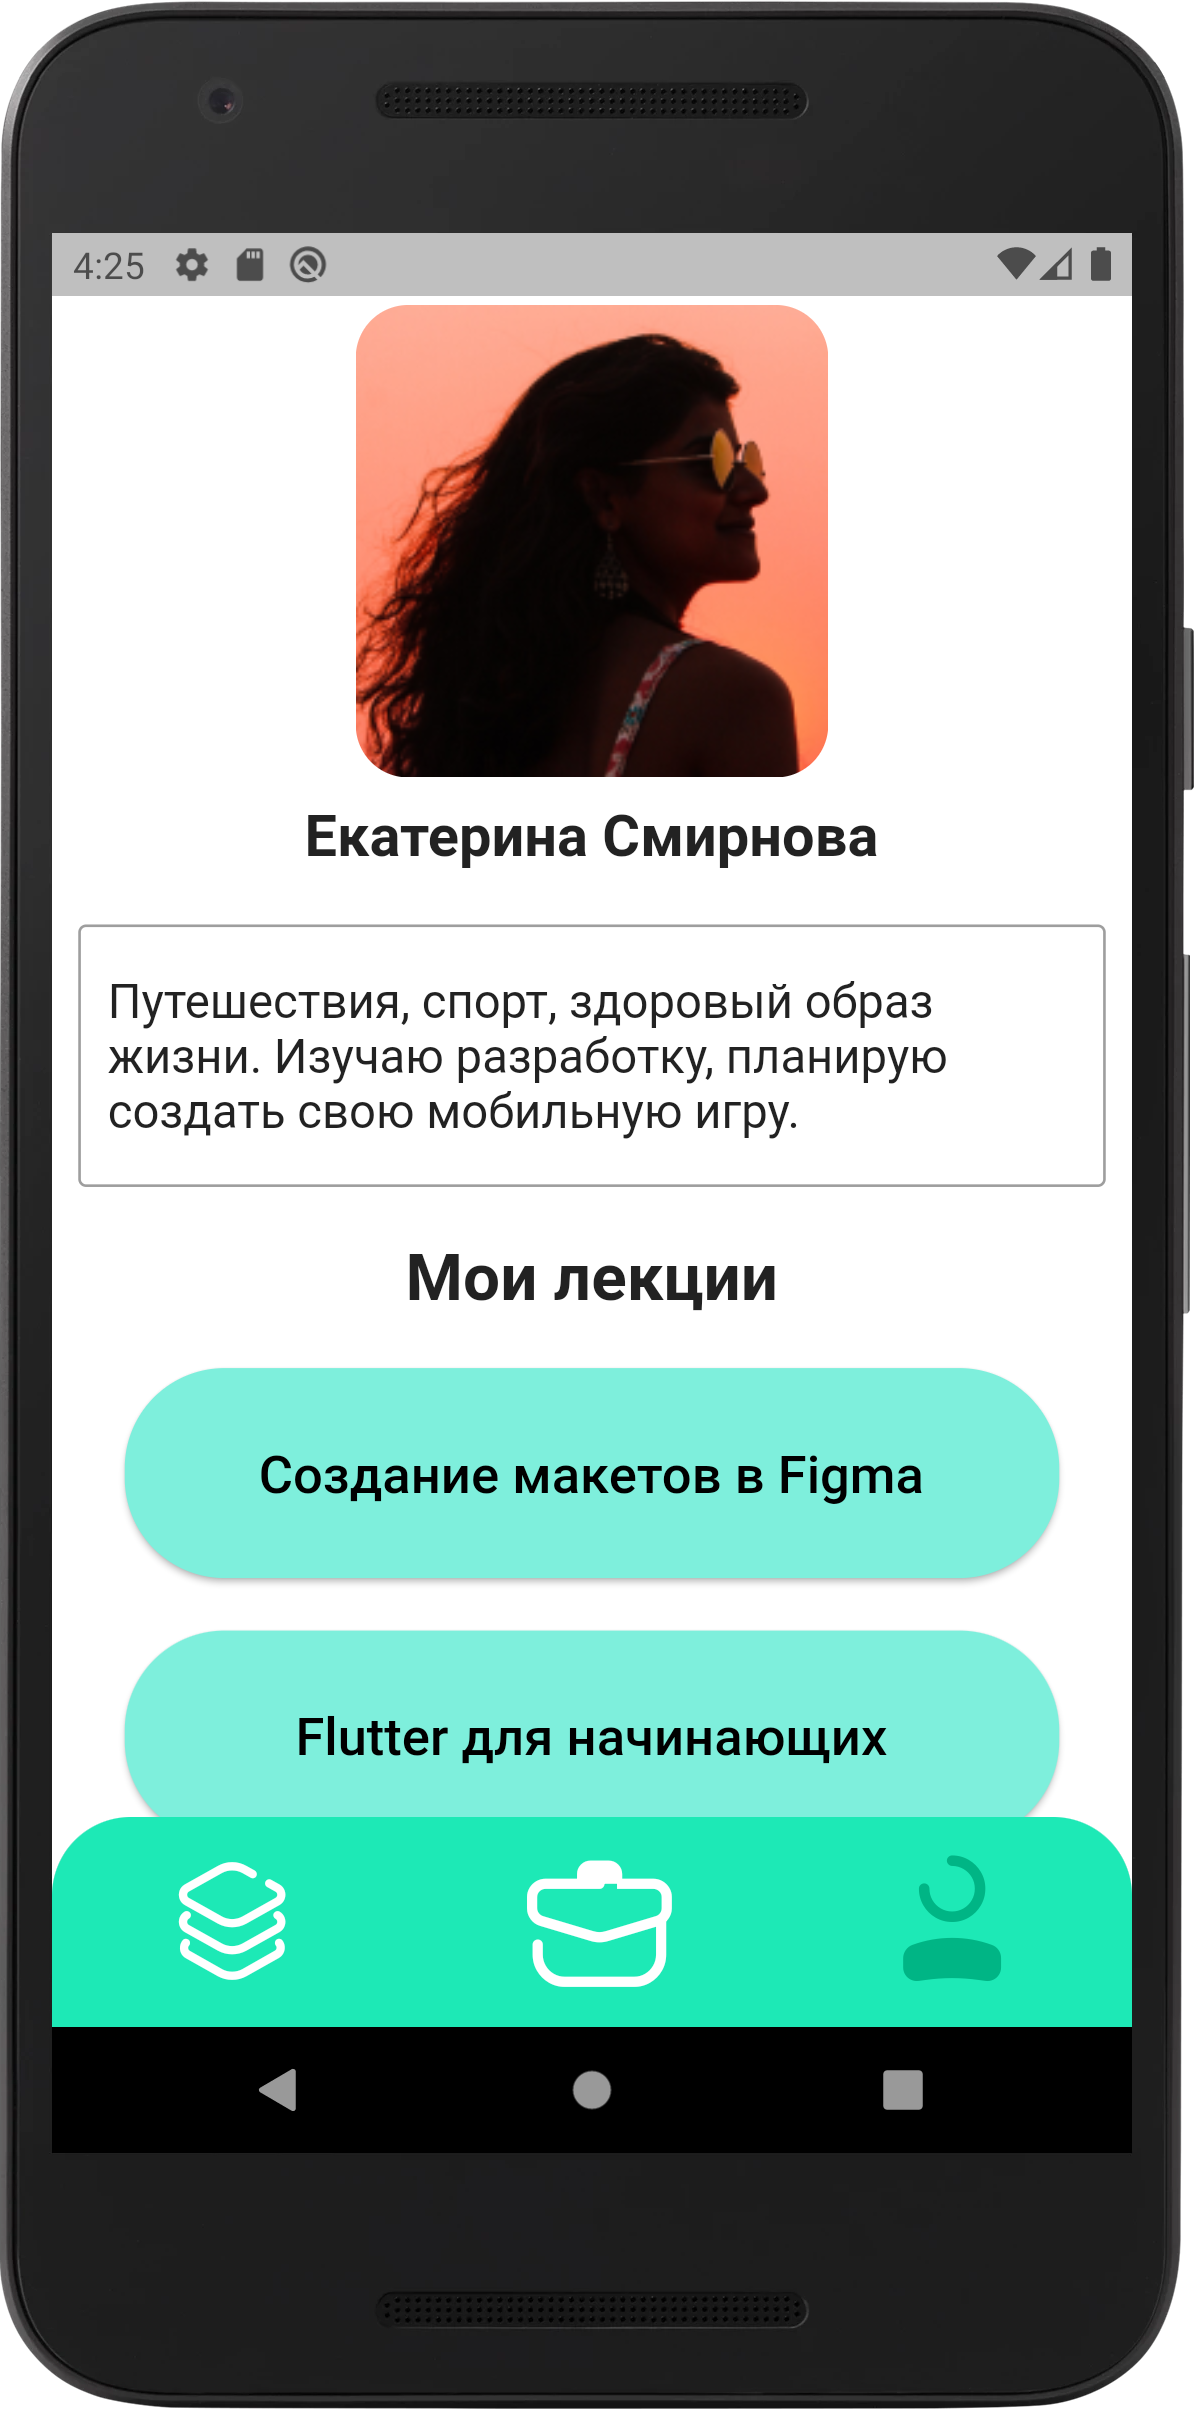 4:25
Екатерина Смирнова
Путешествия, спорт, здоровый образ
жизни. Изучаю разработку, планирую
создать свою мобильную игру.
Мои лекции
Создание макетов в Figma
Flutter для начинающих